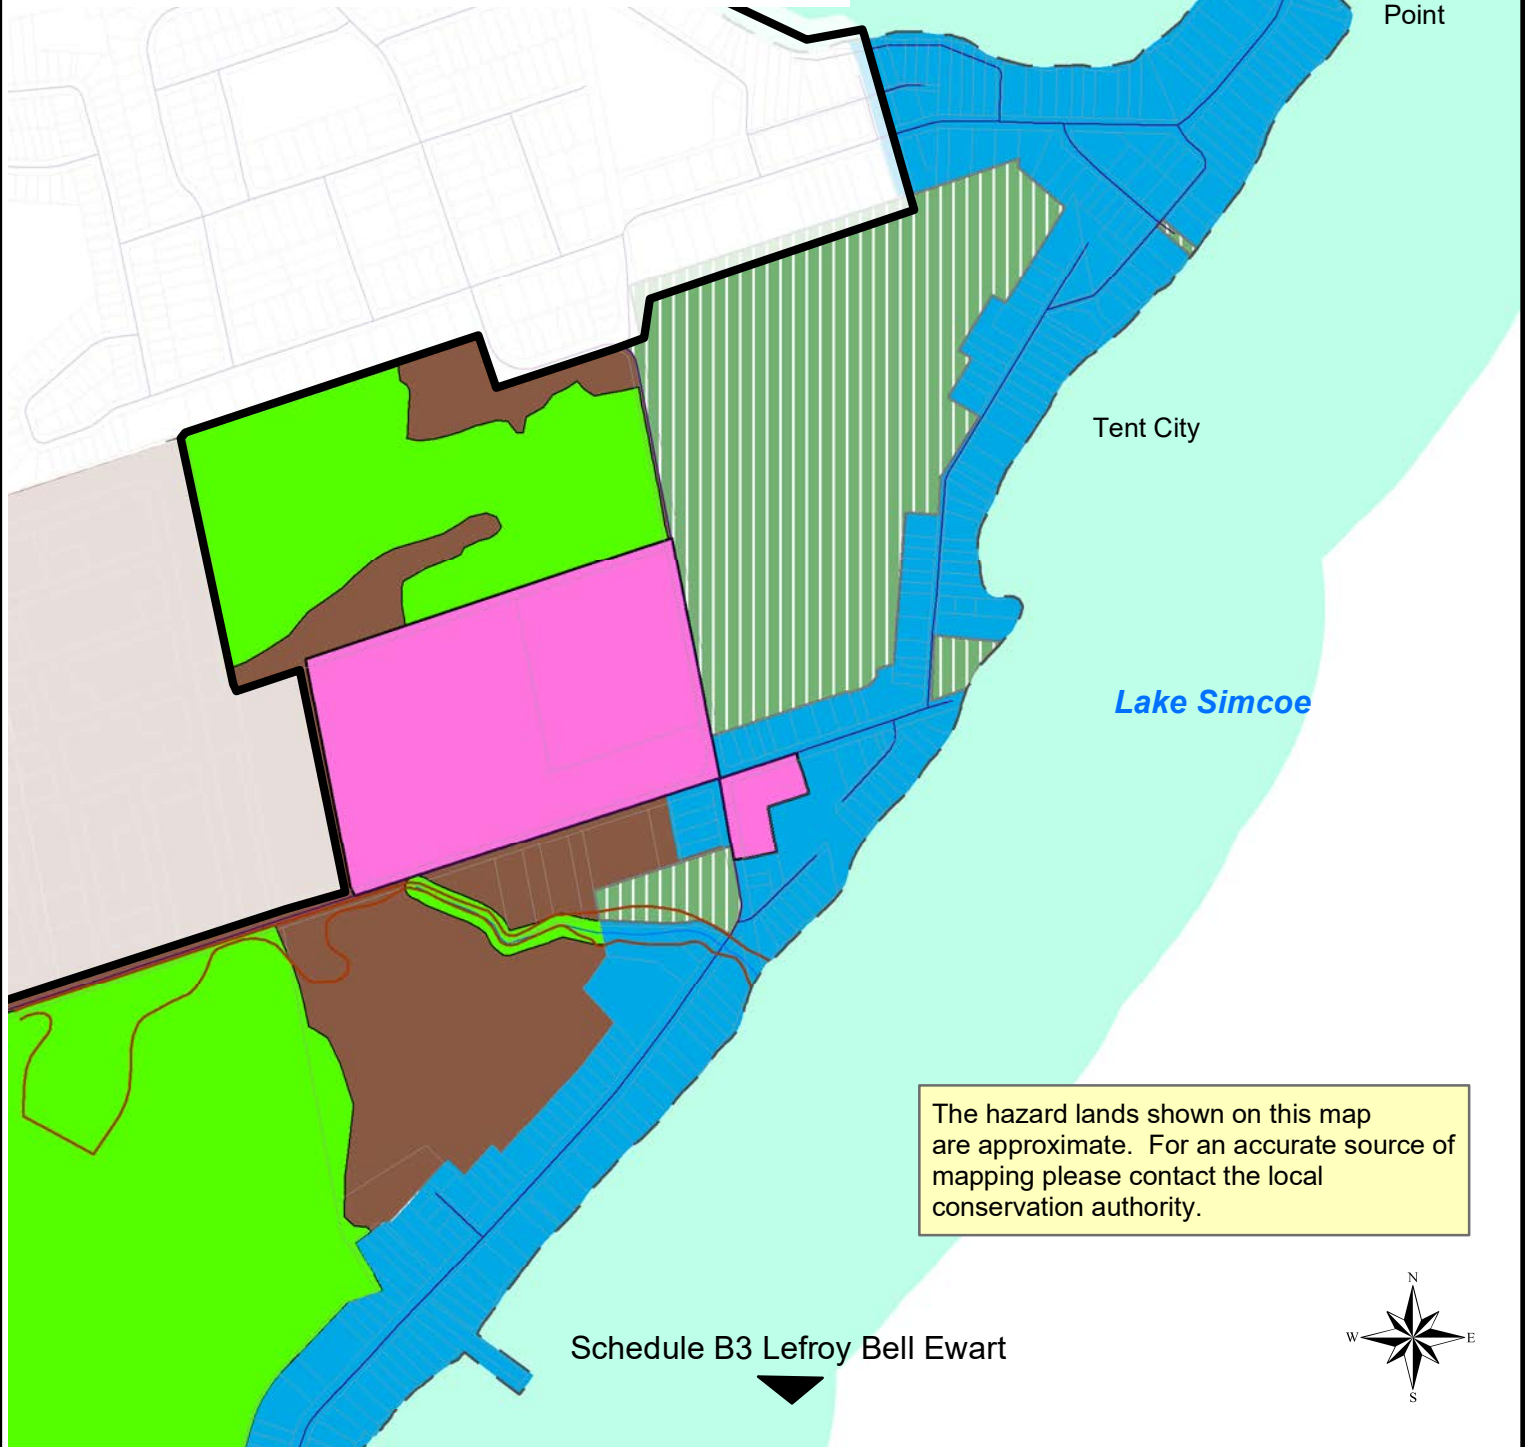 Point
Tent City
Lake Simcoe
The hazard lands shown on this map
are approximate.  For an accurate source of
mapping please contact the local
conservation authority.
N
W E
S
Schedule B3 Lefroy Bell Ewart